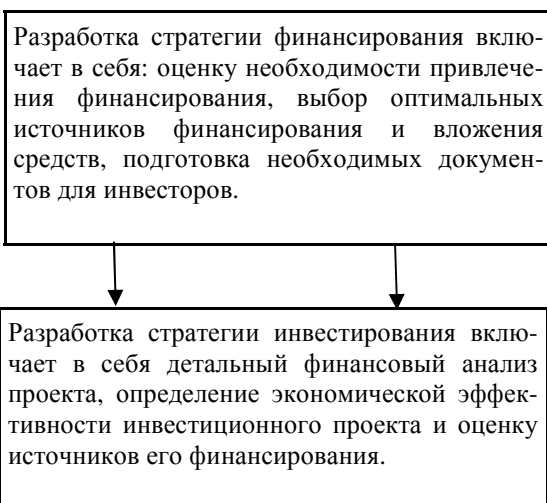 Разработка стратегии финансирования вклю-
чает в себя: оценку необходимости привлече-
ния финансирования, выбор оптимальных
источников финансирования и вложения
средств, подготовка необходимых докумен-
тов для инвесторов.
Разработка стратегии инвестирования вклю-
чает в себя детальный финансовый анализ
проекта, определение экономической эффек-
тивности инвестиционного проекта и оценку
источников его финансирования.